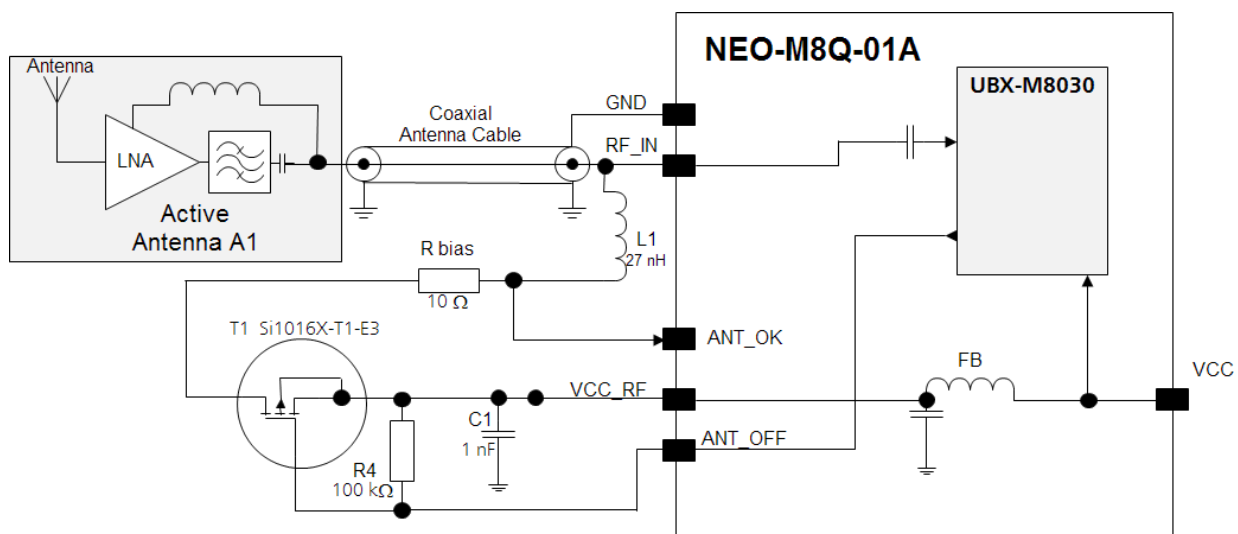 NEO-M8Q-01A
Antenna
UBX-M8030
GND
Coaxial
Antenna Cable
RF_IN
LNA
Active
Antenna A1
L1
27 nH
R bias
10 Ω
T1 Si1016X-T1-E3
ANT_OK
FB
VCC
VCC_RF
C1
1 nF
ANT_OFF
R4
100 kΩ